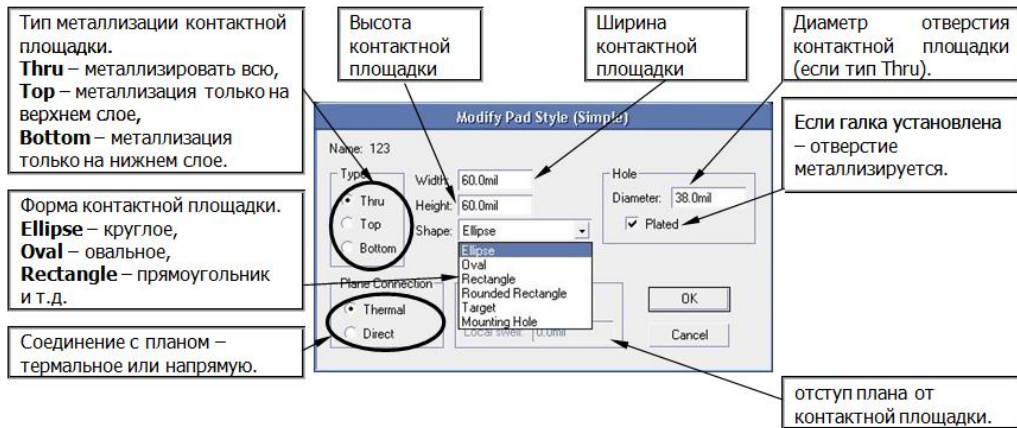 Тип металлизации контактной
площадки.
Thru – металлизировать всю,
Top – металлизация только на
верхнем слое,
Bottom – металлизация
только на нижнем слое.
Высота
контактной
площадки
Ширина
контактной
площадки
Диаметр отверстия
контактной площадки
(если тип Thru).
Если галка установлена
– отверстие
металлизируется.
Форма контактной площадки.
Ellipse – круглое,
Oval – овальное,
Rectangle – прямоугольник
и т.д.
Соединение с планом –
термальное или напрямую.
Modify Pad Style (Simple)
Name: 123
Type
Thru
Top
Bottom
Width: 60.0mil
Height: 60.0mil
Shape: Ellipse
Ellipse
Oval
Rectangle
Rounded Rectangle
Target
Mounting Hole
Hole
Diameter: 38.0mil
Plated
Plane Connection
Thermal
Direct
Local swell: 0.0mil
OK
Cancel
отступ плана от
контактной площадки.